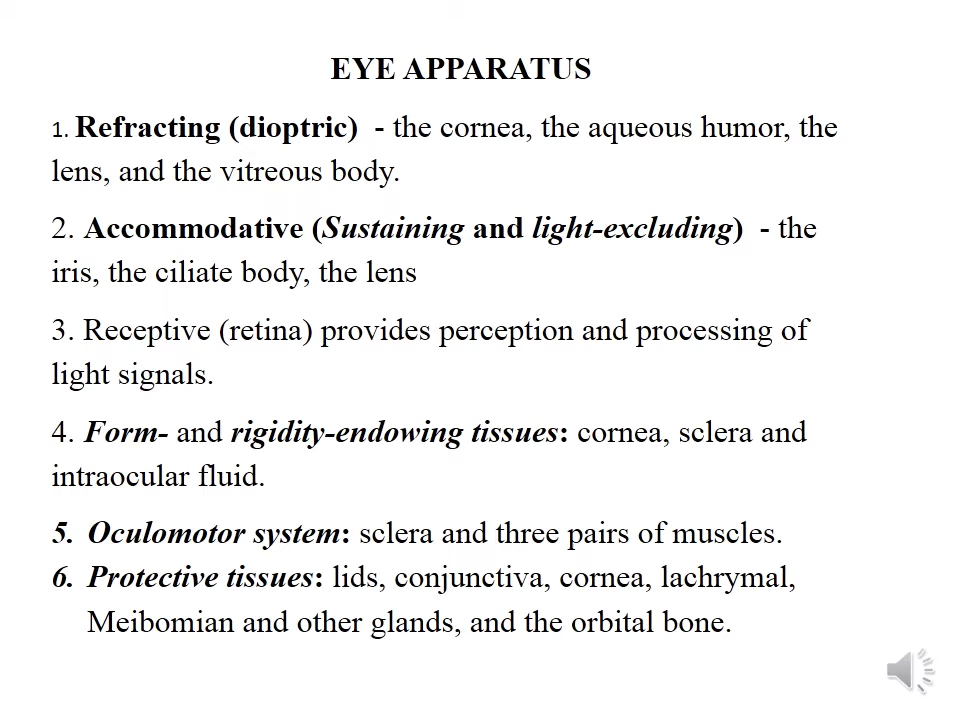 EYE APPARATUS
1. Refracting (dioptric)  - the cornea, the aqueous humor, the
lens, and the vitreous body.
2. Accommodative (Sustaining and light-excluding)  - the
iris, the ciliate body, the lens
3. Receptive (retina) provides perception and processing of
light signals.
4. Form- and rigidity-endowing tissues: cornea, sclera and
intraocular fluid.
5. Oculomotor system: sclera and three pairs of muscles.
6. Protective tissues: lids, conjunctiva, cornea, lachrymal,
Meibomian and other glands, and the orbital bone.